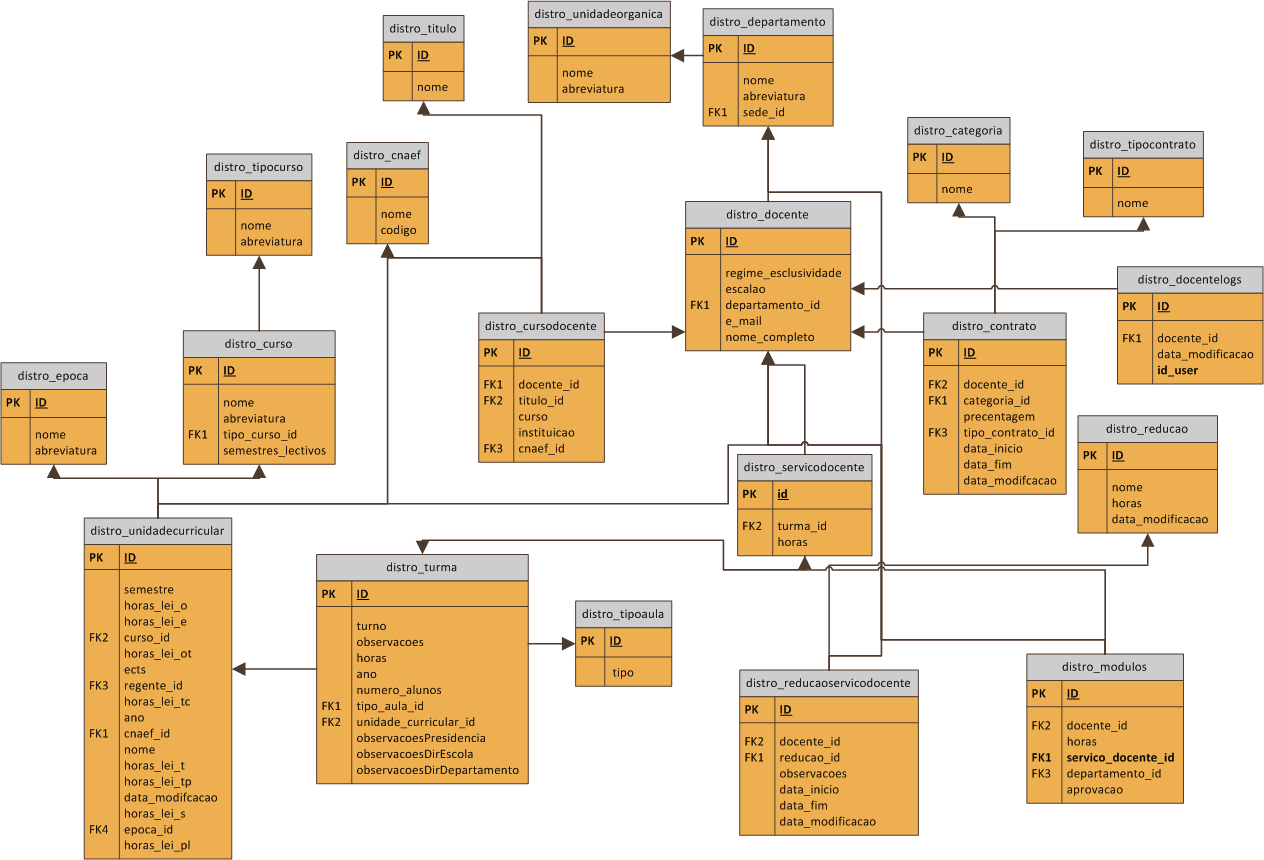 distro_titulo
PK ID
nome
distro_unidadeorganica
PK ID
nome
abreviatura
distro_departamento
PK ID
nome
abreviatura
FK1 sede_id
distro_categoria
PK ID
nome
distro_tipocontrato
PK ID
nome
distro_tipocurso
PK ID
nome
abreviatura
distro_cnaef
PK ID
nome
codigo
distro_docente
PK ID
regime_esclusividade
escalao
FK1 departamento_id
e_mail
nome_completo
distro_docentelogs
PK ID
FK1 docente_id
data_modificacao
id_user
distro_cursodocente
PK ID
FK1 docente_id
FK2 titulo_id
curso
instituicao
FK3 cnaef_id
distro_contrato
PK ID
FK2 docente_id
FK1 categoria_id
precentagem
FK3 tipo_contrato_id
data_inicio
data_fim
data_modifcacao
distro_curso
PK ID
nome
abreviatura
FK1 tipo_curso_id
semestres_lectivos
distro_epoca
PK ID
nome
abreviatura
distro_reducao
PK ID
nome
horas
data_modificacao
distro_servicodocente
PK id
FK2 turma_id
horas
distro_unidadecurricular
PK ID
semestre
horas_lei_o
horas_lei_e
FK2 curso_id
horas_lei_ot
ects
FK3 regente_id
horas_lei_tc
ano
FK1 cnaef_id
nome
horas_lei_t
horas_lei_tp
data_modifcacao
horas_lei_s
FK4 epoca_id
horas_lei_pl
distro_turma
PK ID
turno
observacoes
horas
ano
numero_alunos
FK1 tipo_aula_id
FK2 unidade_curricular_id
observacoesPresidencia
observacoesDirEscola
observacoesDirDepartamento
distro_tipoaula
PK ID
tipo
distro_reducaoservicodocente
PK ID
FK2 docente_id
FK1 reducao_id
observacoes
data_inicio
data_fim
data_modificacao
distro_modulos
PK ID
FK2 docente_id
horas
FK1 servico_docente_id
FK3 departamento_id
aprovacao